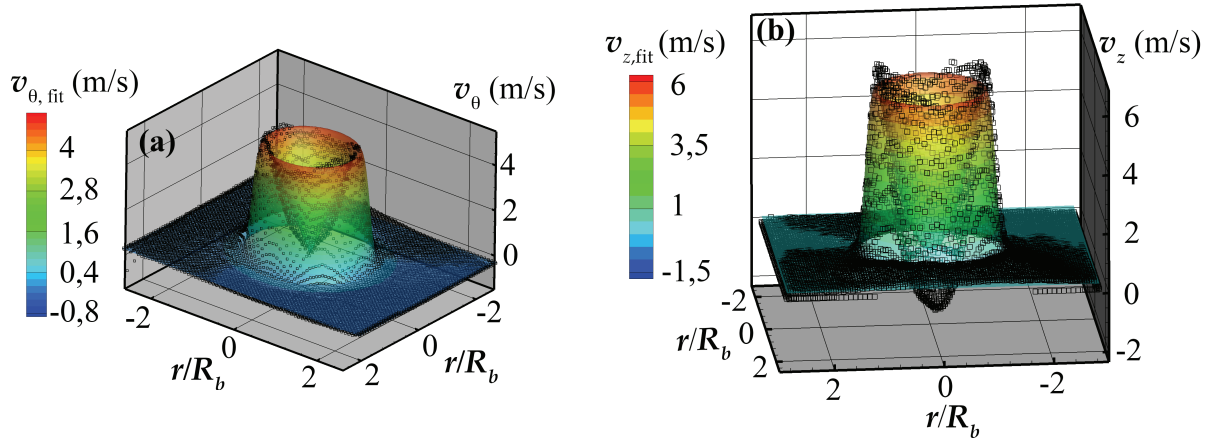 v_θ, fit (m/s)
4
2,8
1,6
0,4
-0,8
(a)
v_θ (m/s)
4
2
0
-2
0
2
r/R_b
-2
0
2
r/R_b
v_z,fit (m/s)
6
3,5
1
-1,5
(b)
v_z (m/s)
6
4
2
0
-2
-2
0
2
r/R_b
2
0
-2
r/R_b